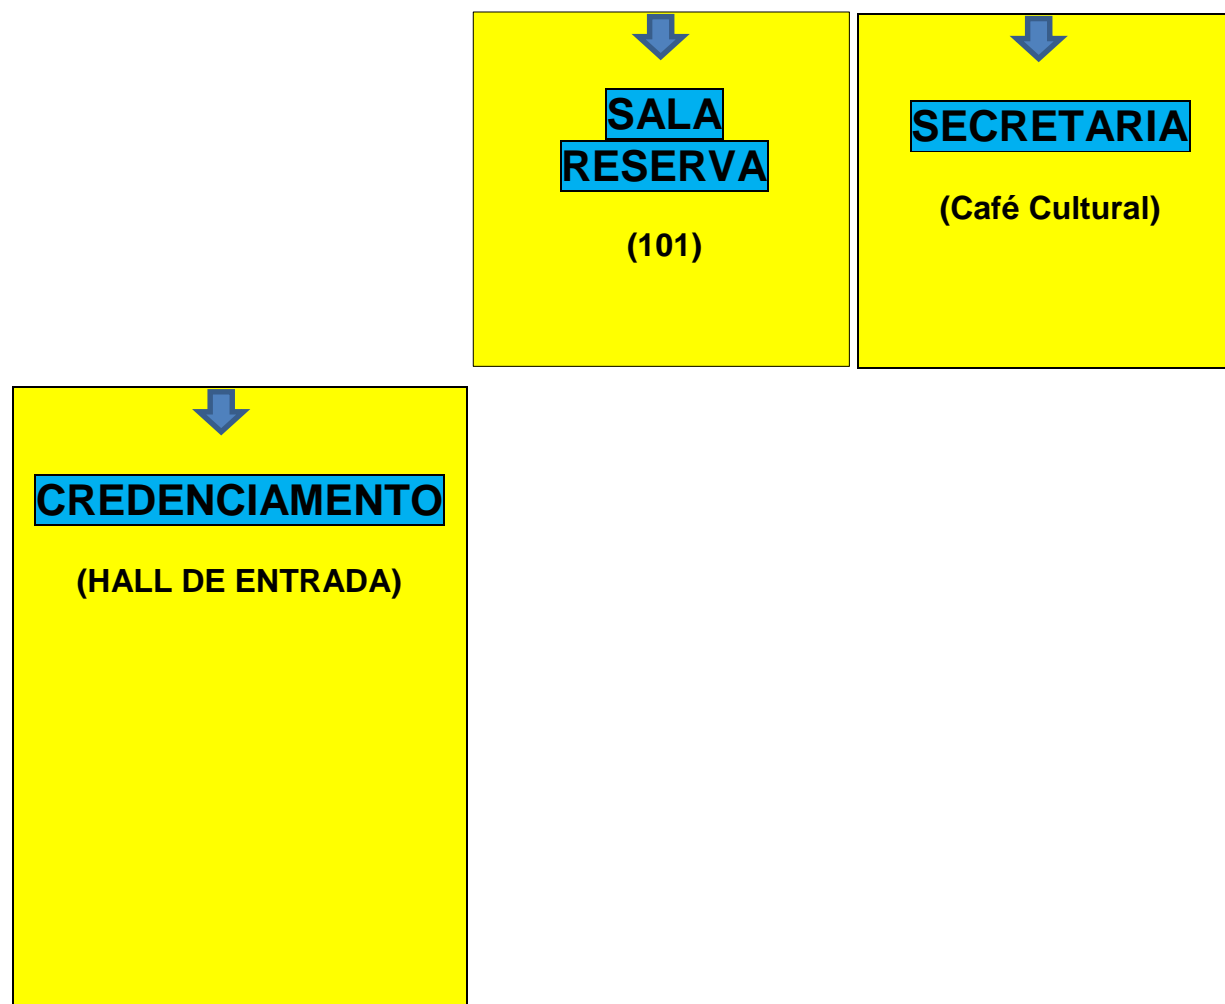 SALA
RESERVA
(101)
SECRETARIA
(Café Cultural)
CREDENCIAMENTO
(HALL DE ENTRADA)